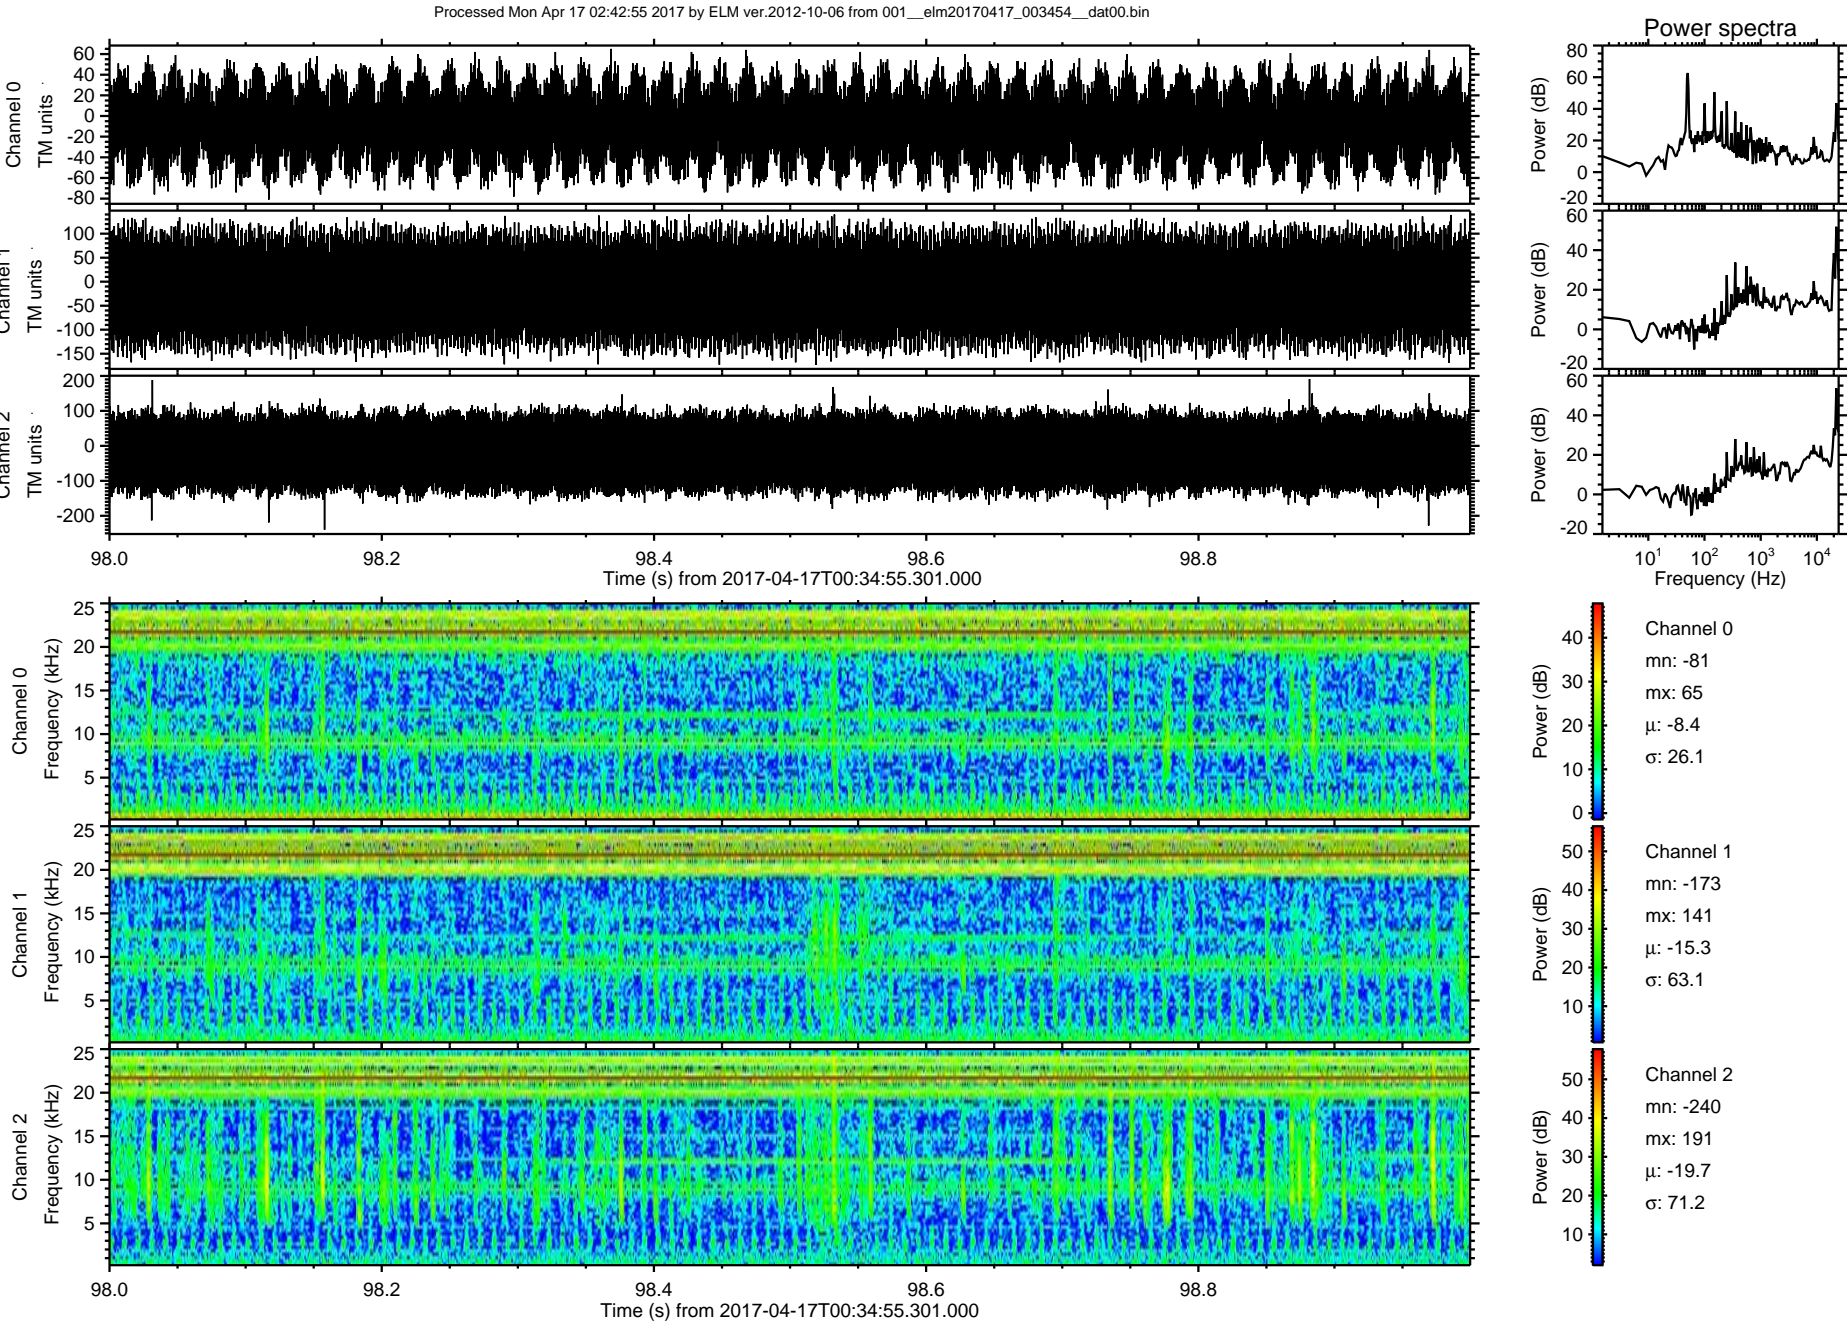 Processed Mon Apr 17 02:42:55 2017 by ELM ver.2012-10-06 from 001__elm20170417_003454__dat00.bin
Power spectra
Channel 0
TM units
60
40
20
0
-20
-40
-60
-80
Power (dB)
80
60
40
20
0
-20
Channel 1
TM units
100
50
0
-50
-100
-150
Power (dB)
60
40
20
0
-20
Channel 2
TM units
200
100
0
-100
-200
Power (dB)
60
40
20
0
-20
98.0 98.2 98.4 98.6 98.8
Time (s) from 2017-04-17T00:34:55.301.000
10¹ 10² 10³ 10⁴
Frequency (Hz)
Channel 0
Frequency (kHz)
25
20
15
10
5
Power (dB)
40
30
20
10
0
Channel 0
mn: -81
mx: 65
μ: -8.4
σ: 26.1
Channel 1
Frequency (kHz)
25
20
15
10
5
Power (dB)
50
40
30
20
10
Channel 1
mn: -173
mx: 141
μ: -15.3
σ: 63.1
Channel 2
Frequency (kHz)
25
20
15
10
5
Power (dB)
50
40
30
20
10
Channel 2
mn: -240
mx: 191
μ: -19.7
σ: 71.2
98.0 98.2 98.4 98.6 98.8
Time (s) from 2017-04-17T00:34:55.301.000